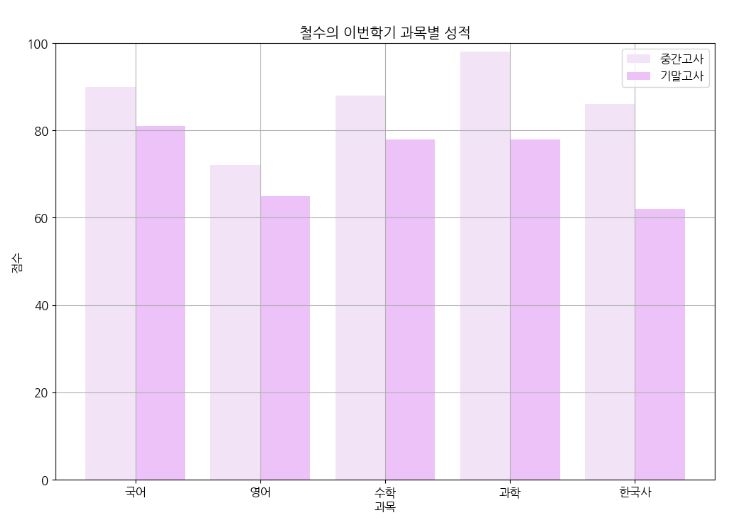 철수의 이번학기 과목별 성적
중간고사
기말고사
점수
100
80
60
40
20
0
국어 영어 수학 과학 한국사
과목